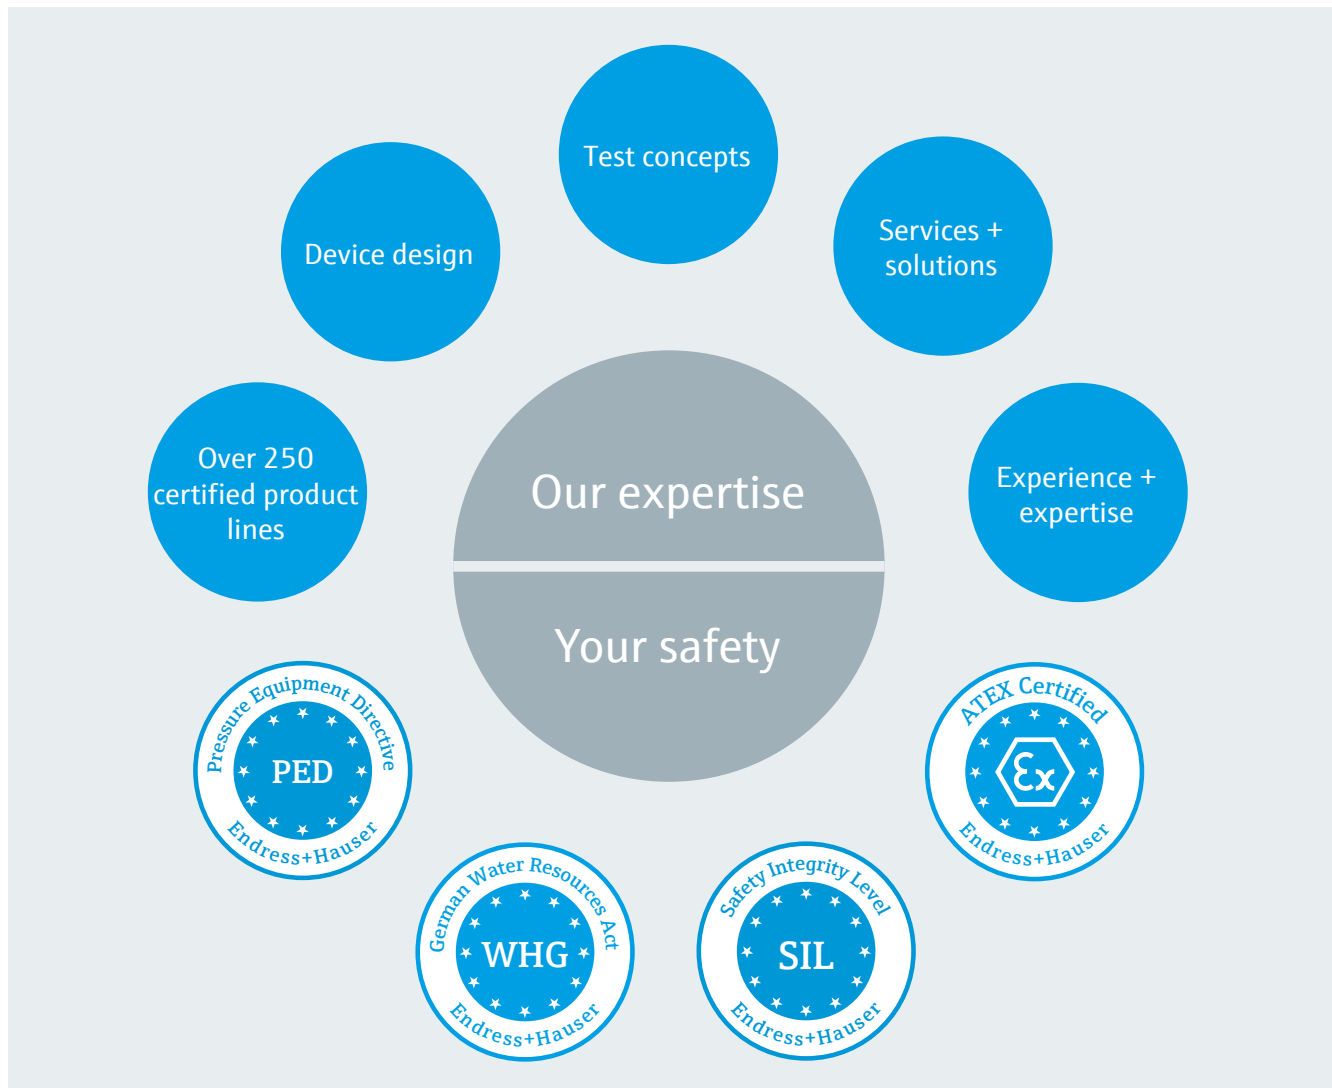 Test concepts
Device design
Services +
solutions
Over 250
certified product
lines
Our expertise
Experience +
expertise
Your safety
Pressure Equipment Directive
PED
Endress+Hauser
ATEX Certified
Ex
Endress+Hauser
German Water Resources Act
WHG
Endress+Hauser
Safety Integrity Level
SIL
Endress+Hauser